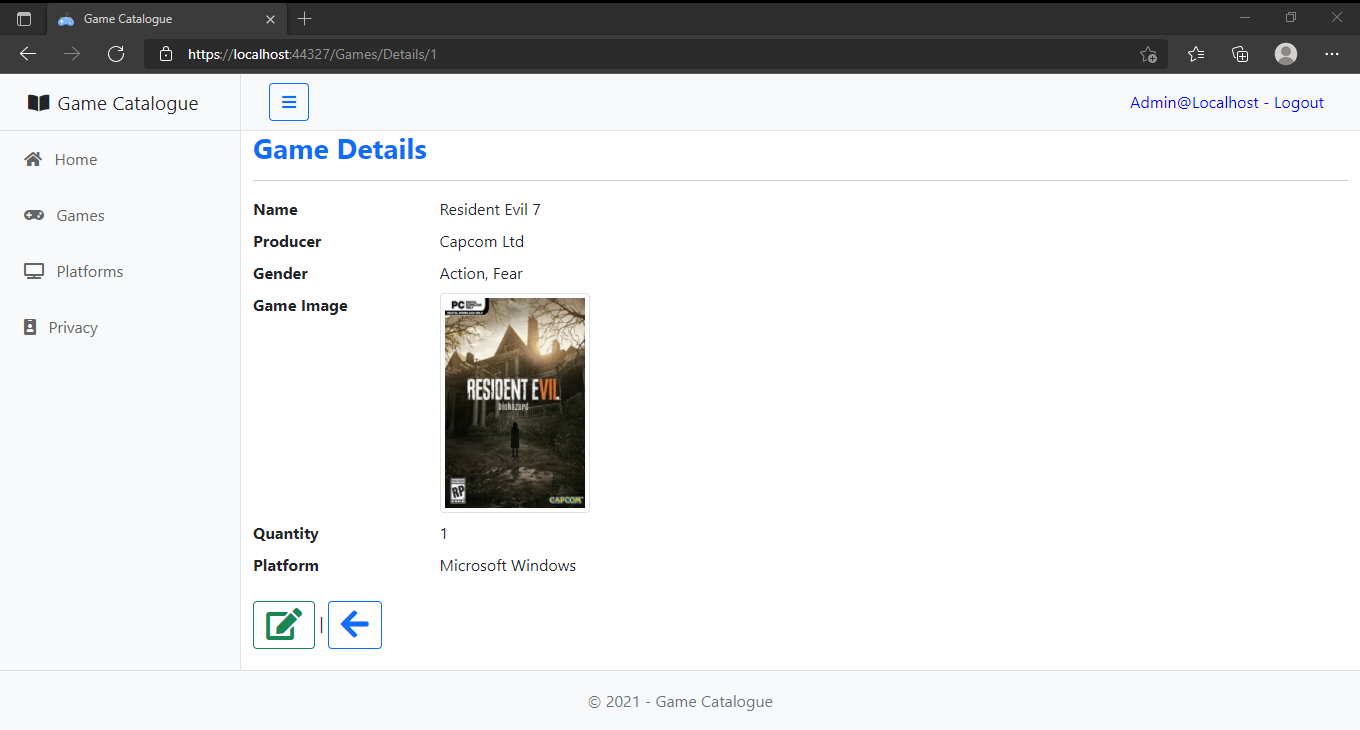 Game Catalogue
https://localhost:44327/Games/Details/1
Game Catalogue
Admin@Localhost - Logout
Home
Games
Platforms
Privacy
Game Details
Name Resident Evil 7
Producer Capcom Ltd
Gender Action, Fear
Game Image
PC
RESIDENT EVIL
biohazard
RP
CAPCOM
Quantity 1
Platform Microsoft Windows
|
© 2021 - Game Catalogue